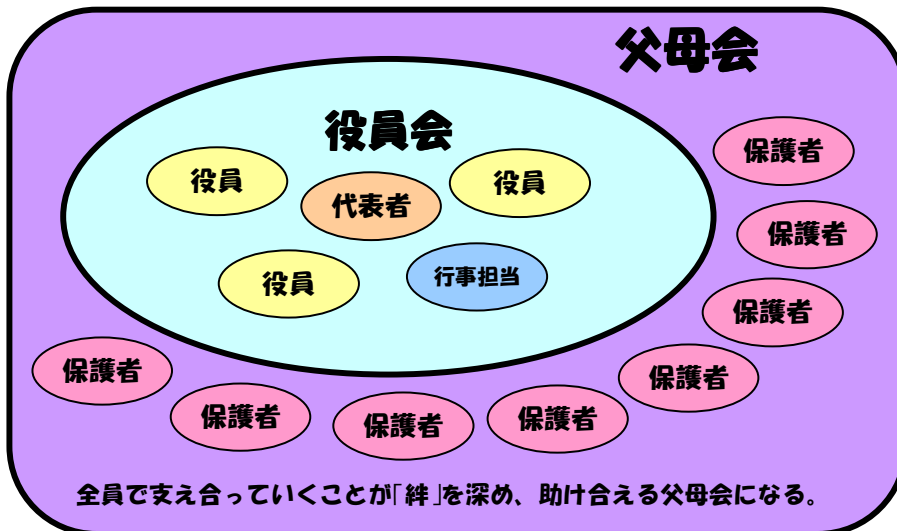 父母会
役員会
役員
代表者
役員
役員
行事担当
保護者
保護者
保護者
保護者
保護者
保護者
保護者
保護者
全員で支え合っていくことが「絆」を深め、助け合える父母会になる。